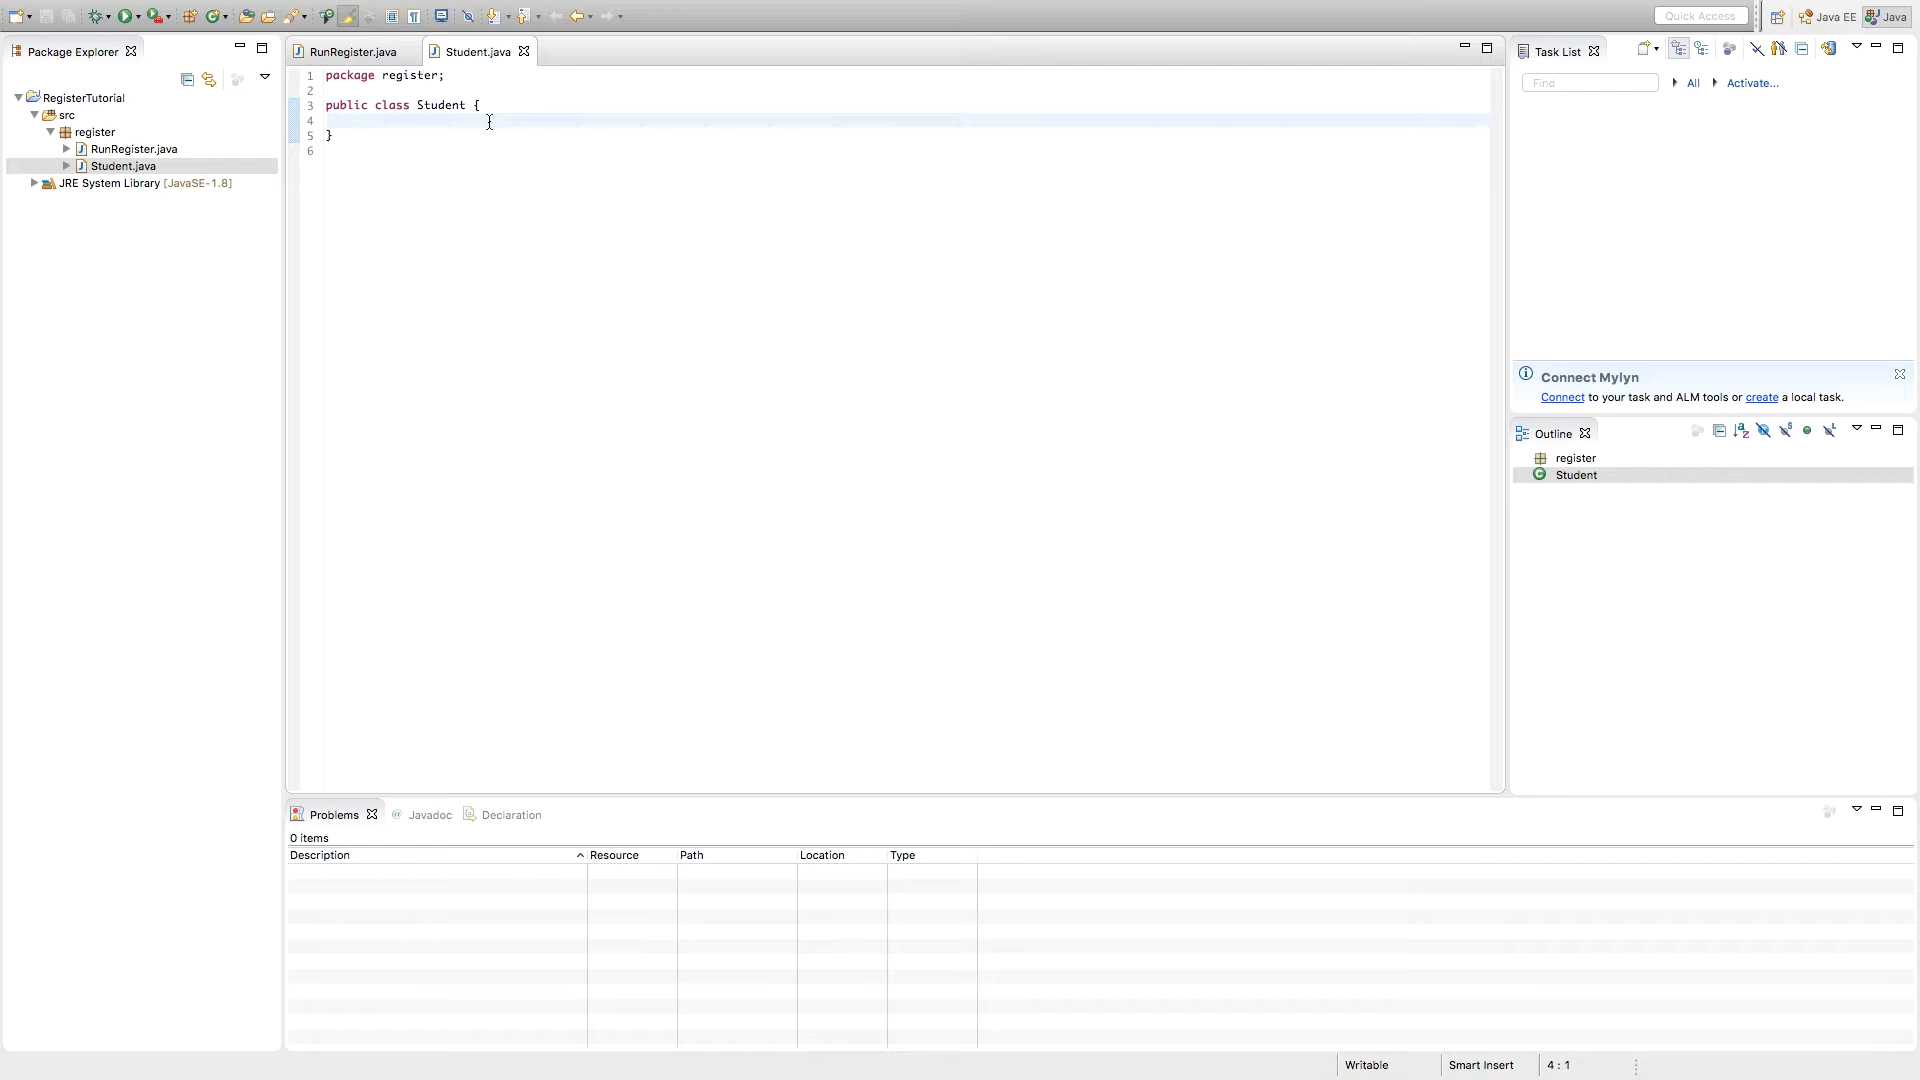 Quick Access
Java EE
Java
Package Explorer
RegisterTutorial
src
register
RunRegister.java
Student.java
JRE System Library [JavaSE-1.8]
RunRegister.java
Student.java
1 package register;
2
3 public class Student {
4
5 }
6
Task List
Find
All
Activate...
Connect Mylyn
Connect to your task and ALM tools or create a local task.
Outline
register
Student
Problems
@ Javadoc
Declaration
0 items
Description
Resource
Path
Location
Type
Writable
Smart Insert
4 : 1